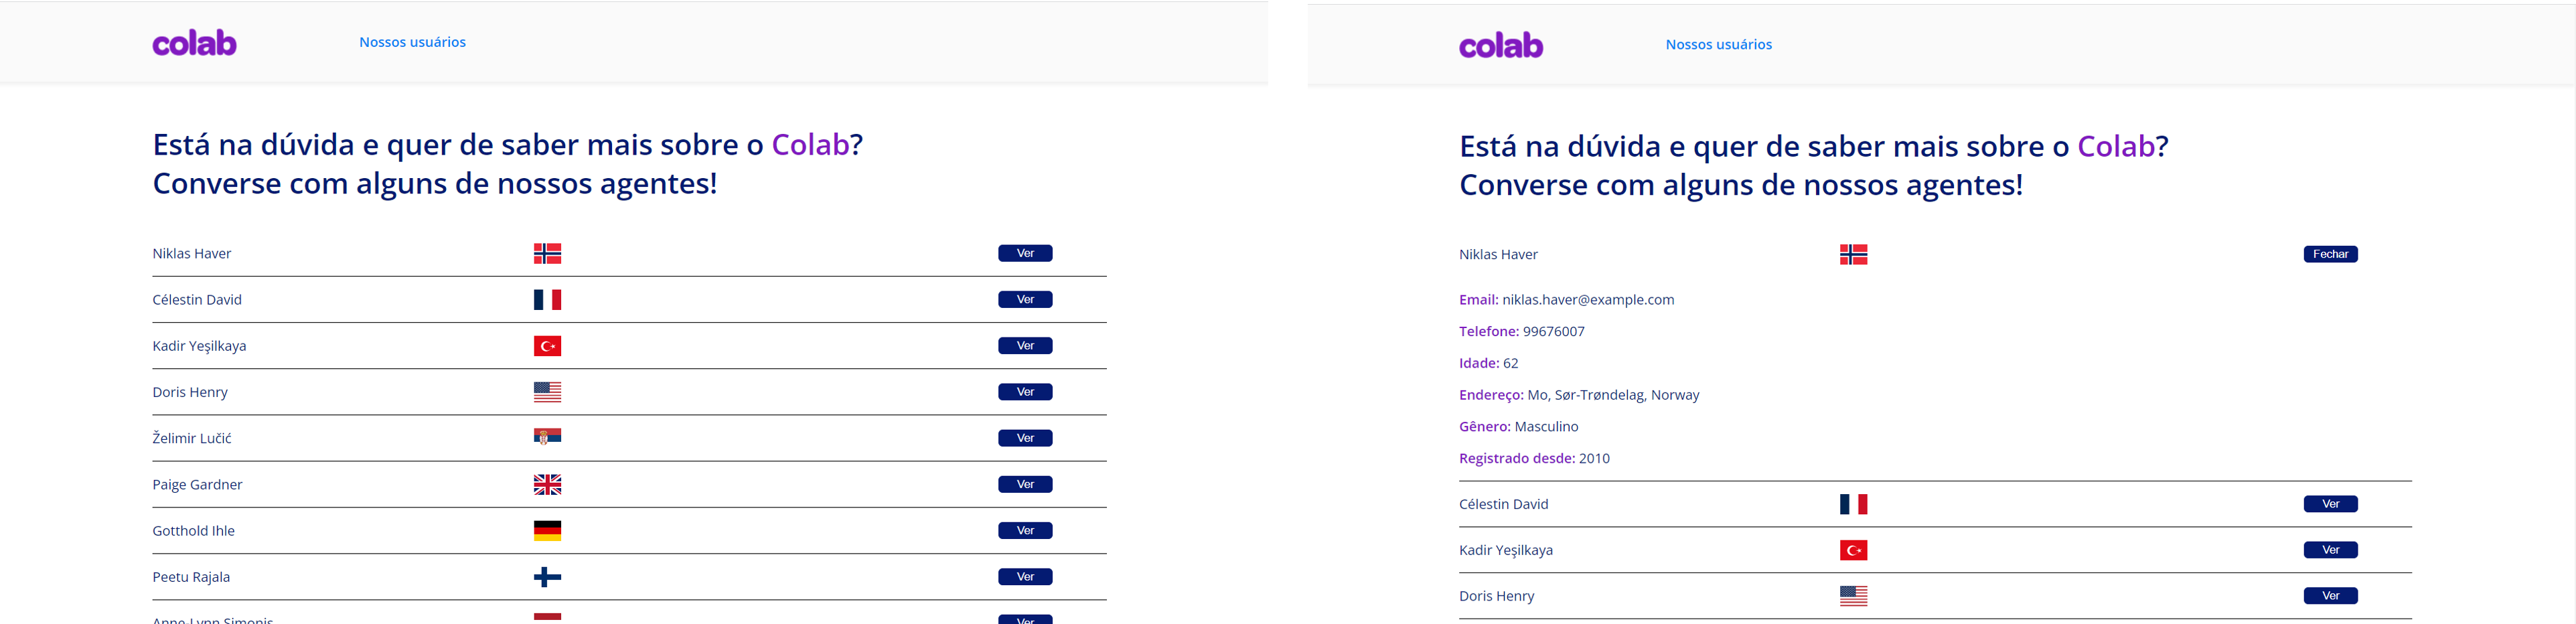 colab
Nossos usuários
Está na dúvida e quer de saber mais sobre o Colab?
Converse com alguns de nossos agentes!
Niklas Haver
Ver
Célestin David
Ver
Kadir Yeşilkaya
Ver
Doris Henry
Ver
Želimir Lučić
Ver
Paige Gardner
Ver
Gotthold Ihle
Ver
Peetu Rajala
Ver
Anne-Lynn Simonis
Ver
colab
Nossos usuários
Está na dúvida e quer de saber mais sobre o Colab?
Converse com alguns de nossos agentes!
Niklas Haver
Fechar
Email: niklas.haver@example.com
Telefone: 99676007
Idade: 62
Endereço: Mo, Sør-Trøndelag, Norway
Gênero: Masculino
Registrado desde: 2010
Célestin David
Ver
Kadir Yeşilkaya
Ver
Doris Henry
Ver